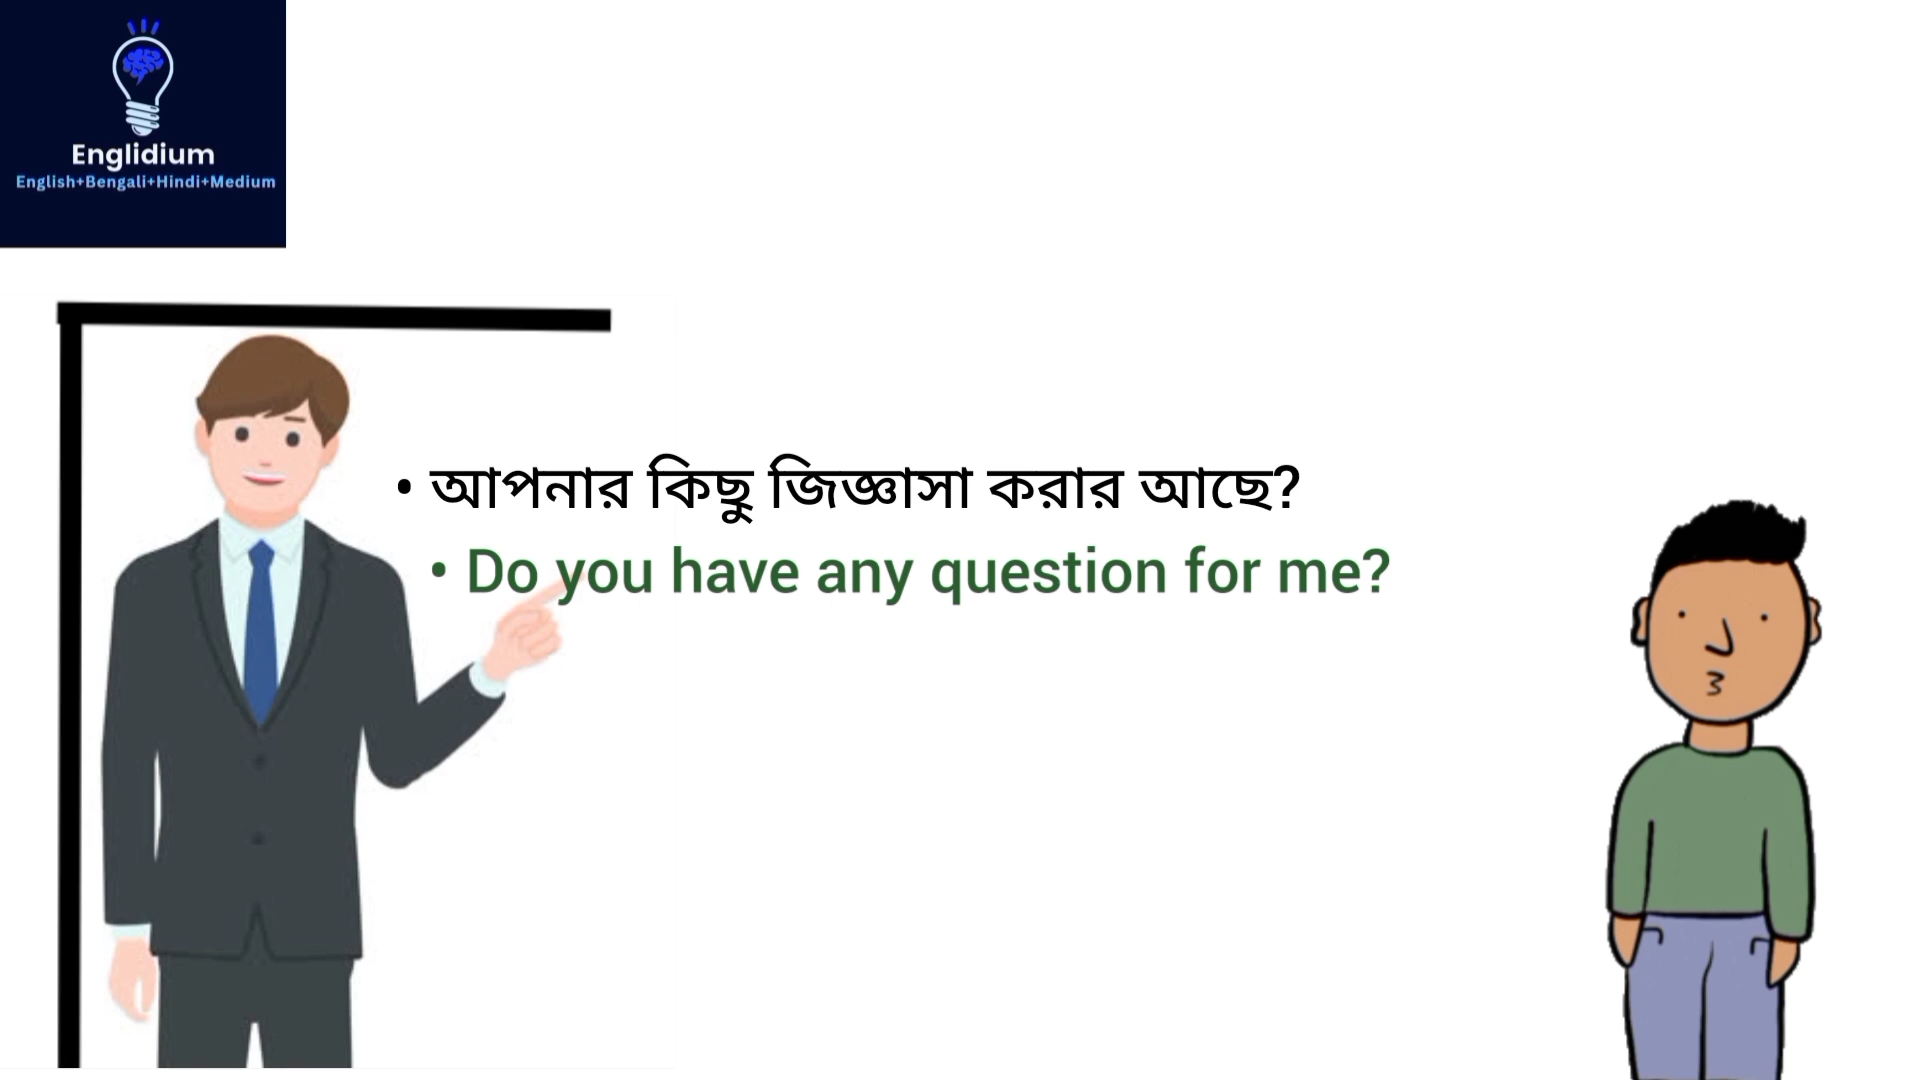 Englidium
English+Bengali+Hindi+Medium
• আপনার কিছু জিজ্ঞাসা করার আছে?
• Do you have any question for me?